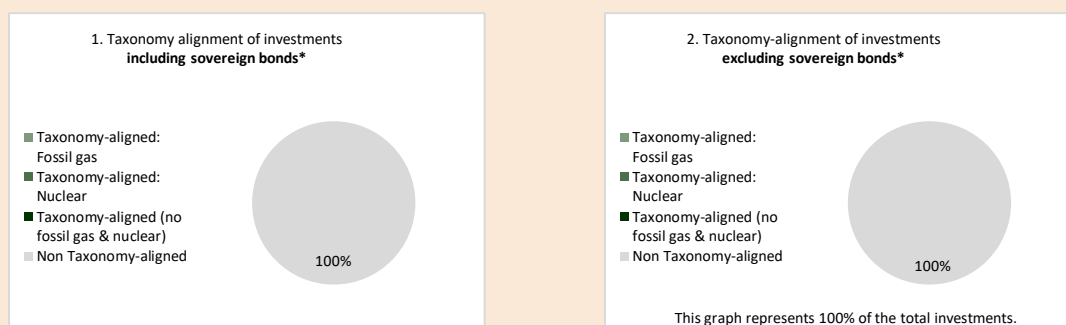 1. Taxonomy alignment of investments
including sovereign bonds*
Taxonomy-aligned:
Fossil gas
Taxonomy-aligned:
Nuclear
Taxonomy-aligned (no
fossil gas & nuclear)
Non Taxonomy-aligned
100%
2. Taxonomy-alignment of investments
excluding sovereign bonds*
Taxonomy-aligned:
Fossil gas
Taxonomy-aligned:
Nuclear
Taxonomy-aligned (no
fossil gas & nuclear)
Non Taxonomy-aligned
100%
This graph represents 100% of the total investments.